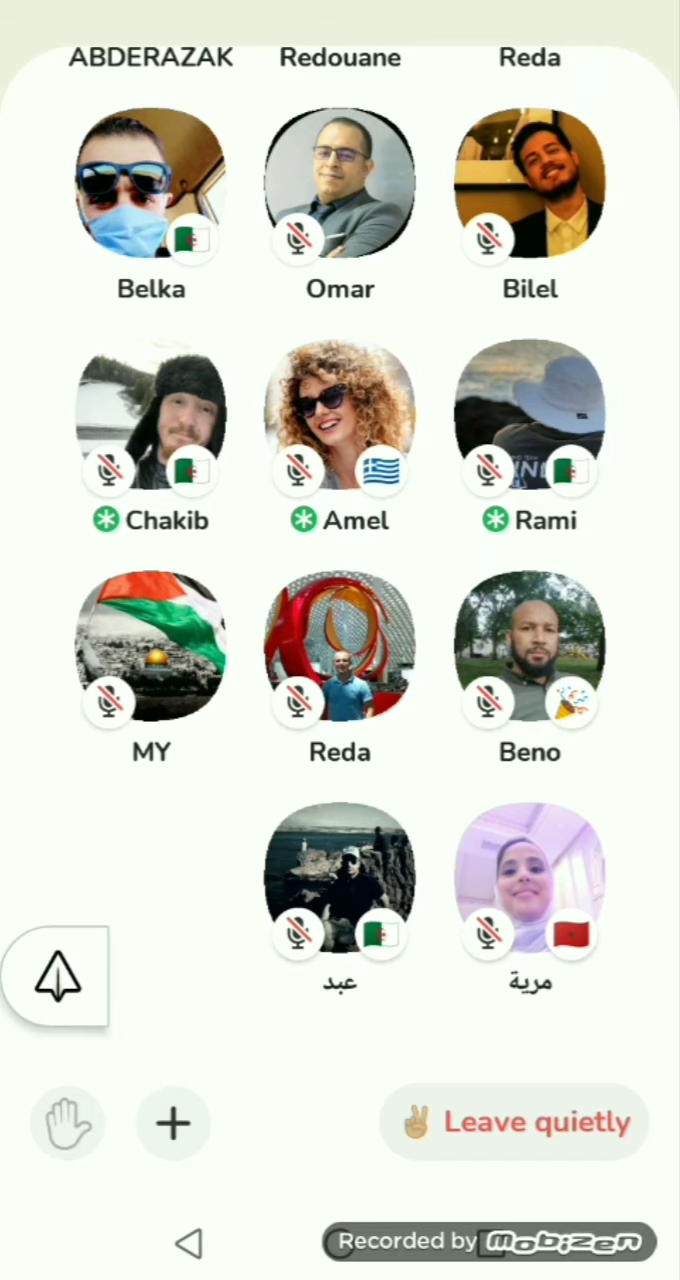 ABDERAZAK Redouane Reda
Belka Omar Bilel
Chakib Amel Rami
MY Reda Beno
عبد مرية
✌🏼 Leave quietly
Recorded by mobizen